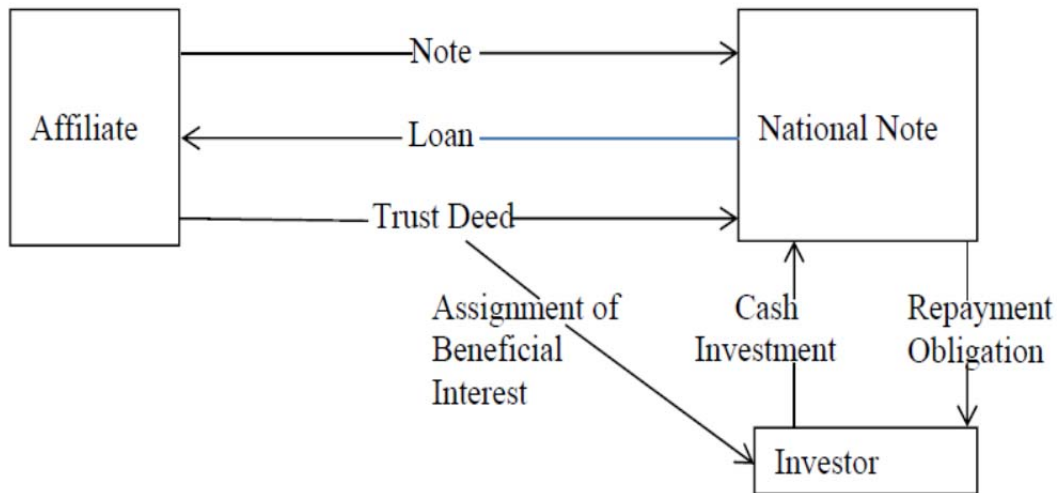 Note
Affiliate
Loan
National Note
Trust Deed
Assignment of
Beneficial
Interest
Cash
Investment
Repayment
Obligation
Investor